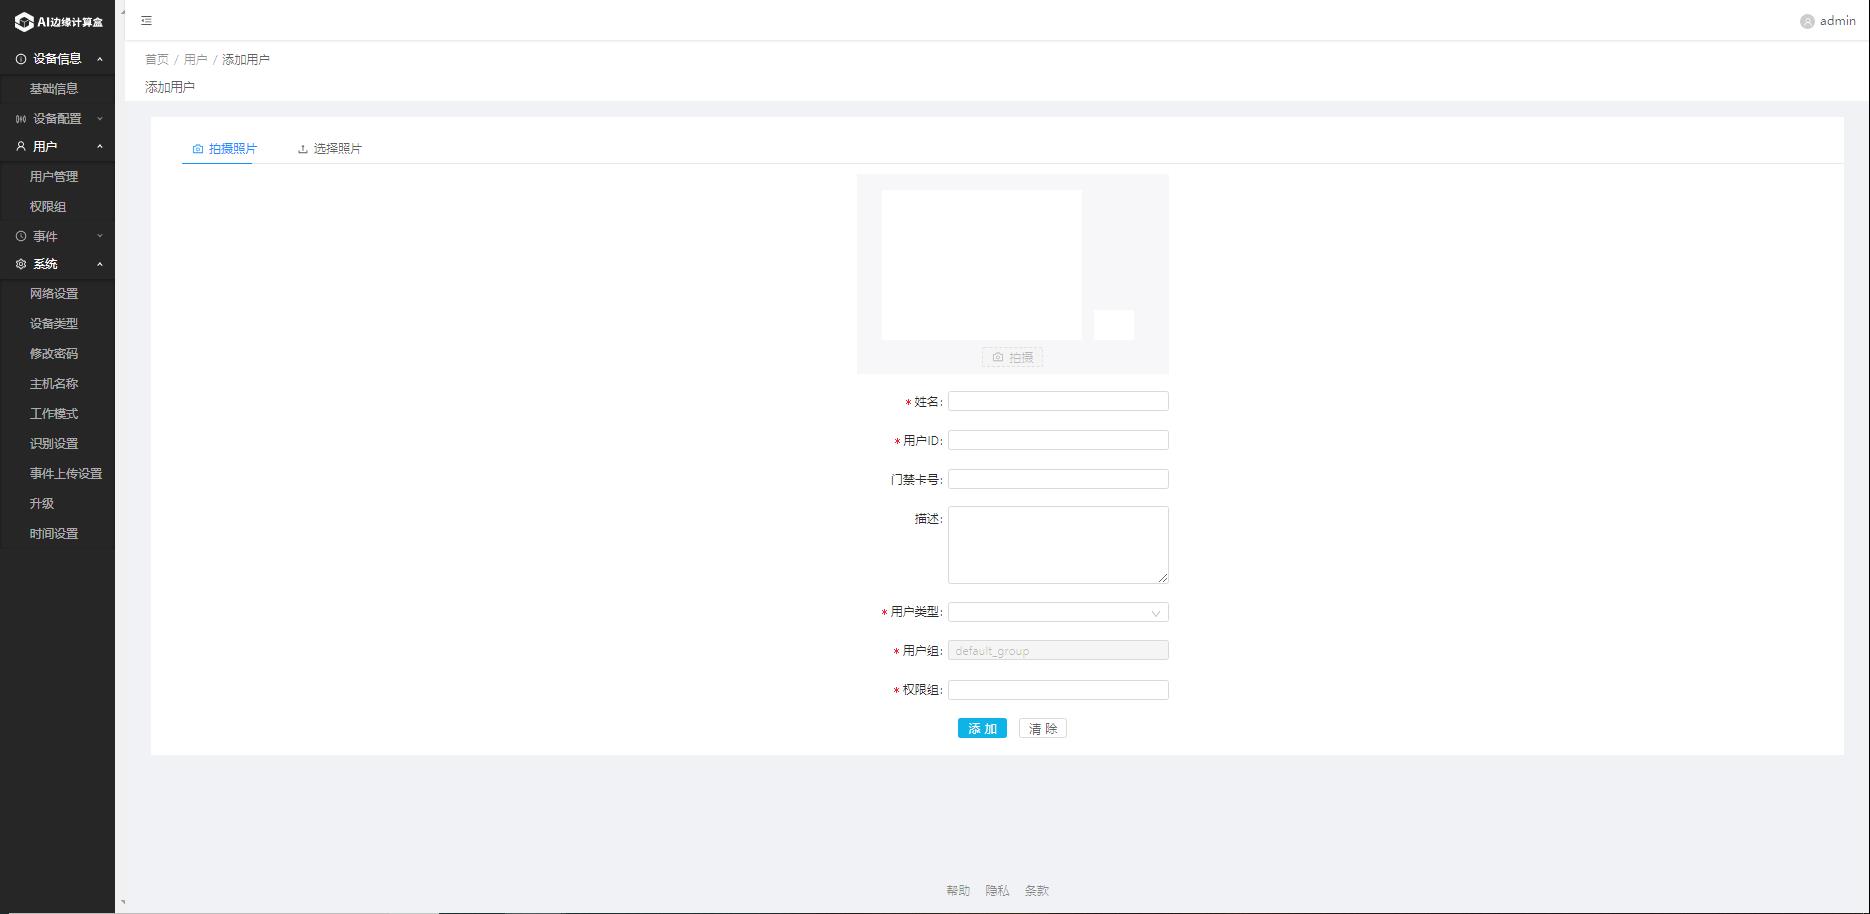 AI边缘计算盒
设备信息
基础信息
设备配置
用户
用户管理
权限组
事件
系统
网络设置
设备类型
修改密码
主机名称
工作模式
识别设置
事件上传设置
升级
时间设置
admin
首页 / 用户 / 添加用户
添加用户
拍摄照片 选择照片
拍摄
* 姓名:
* 用户ID:
门禁卡号:
描述:
* 用户类型:
* 用户组: default_group
* 权限组:
添 加 清 除
帮助 隐私 条款